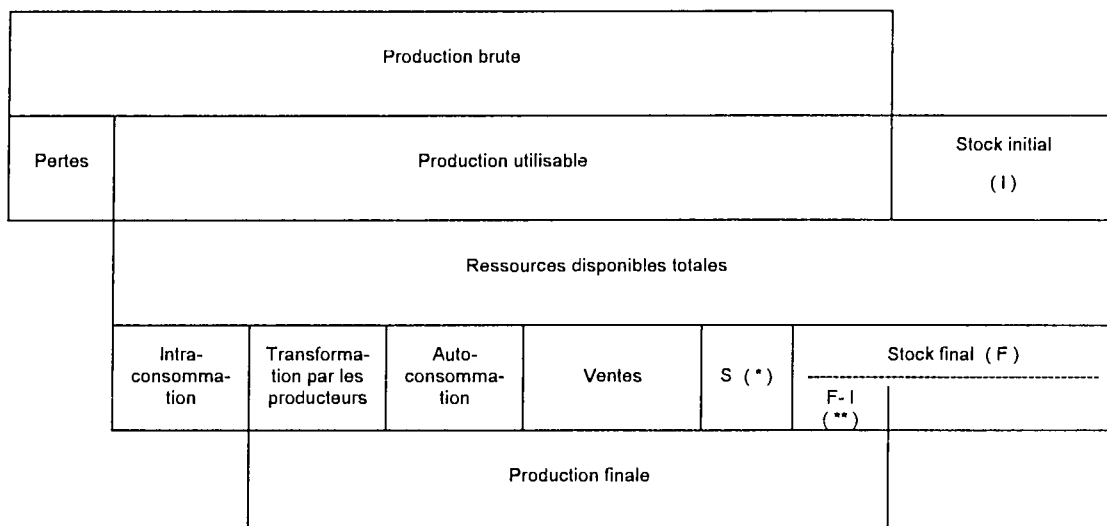 Production brute
Pertes
Production utilisable
Stock initial
( I )
Ressources disponibles totales
Intra-
consomma-
tion
Transforma-
tion par les
producteurs
Auto-
consomma-
tion
Ventes
S (*)
Stock final ( F )
F- I
(**)
Production finale